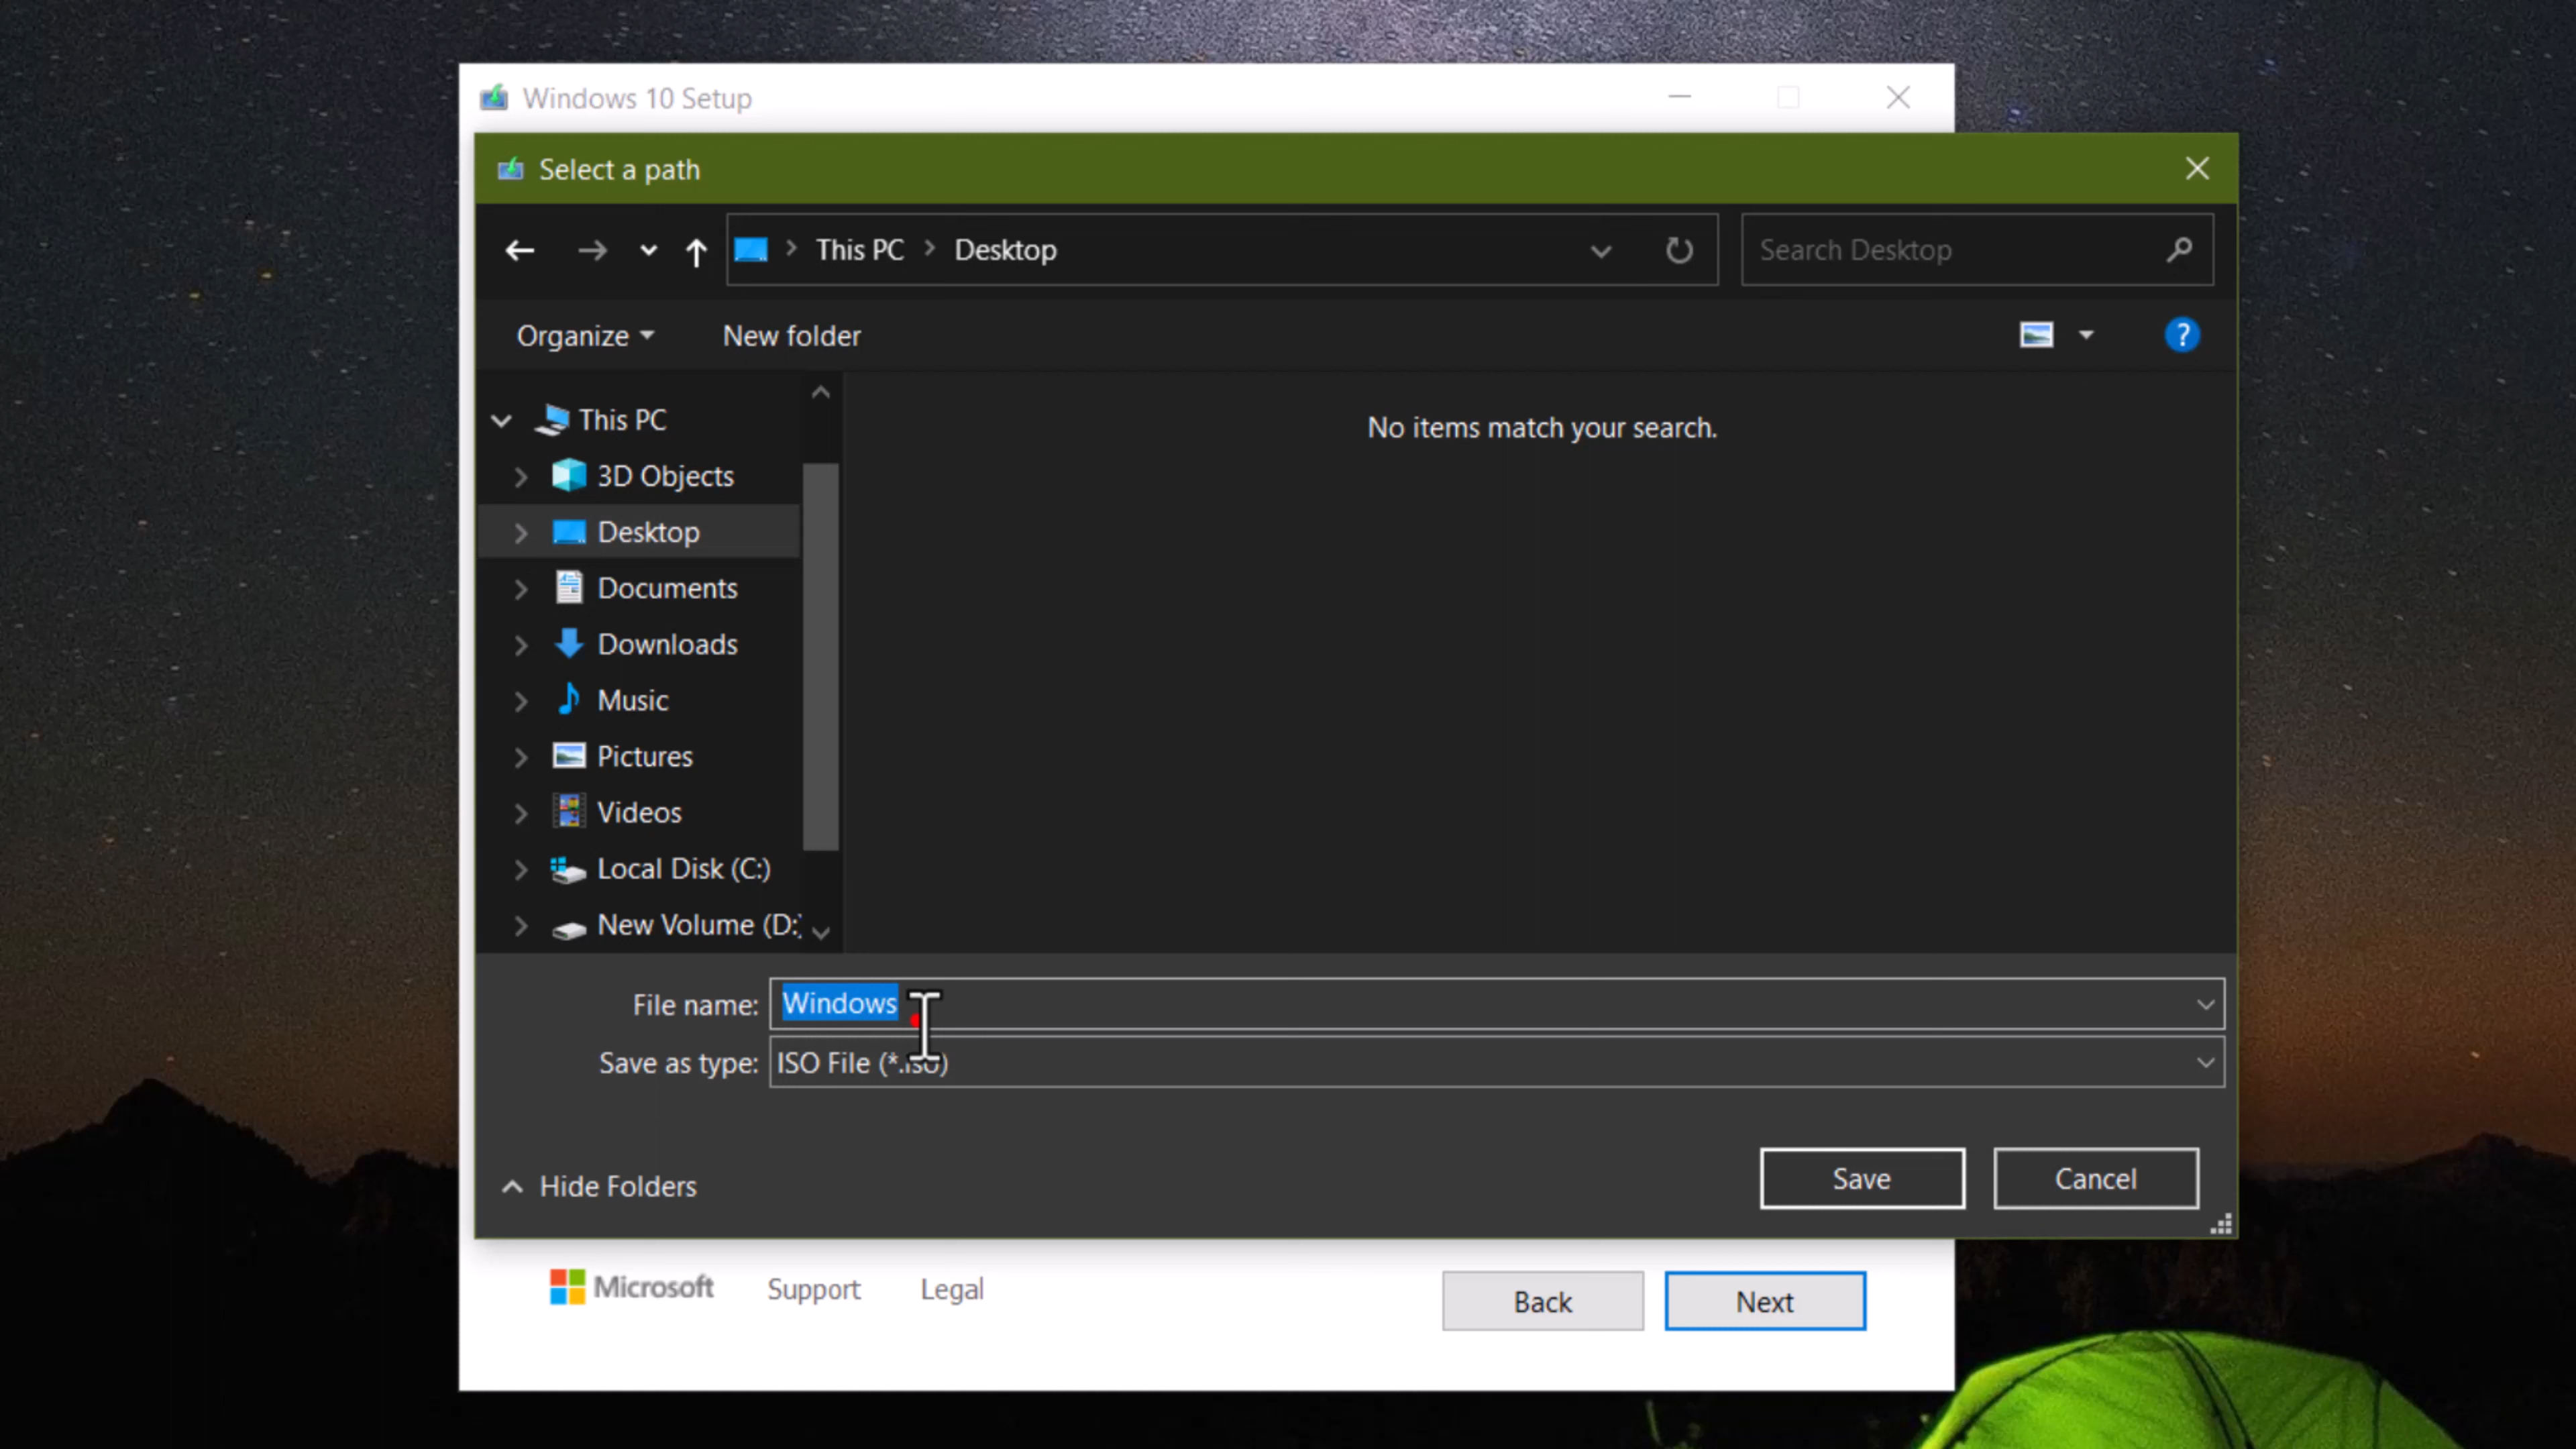 Windows 10 Setup
Select a path
This PC Desktop
Search Desktop
Organize
New folder
?
This PC
3D Objects
Desktop
Documents
Downloads
Music
Pictures
Videos
Local Disk (C:)
New Volume (D:)
No items match your search.
File name: Windows
Save as type: ISO File (*.iso)
Hide Folders
Save
Cancel
Microsoft
Support
Legal
Back
Next